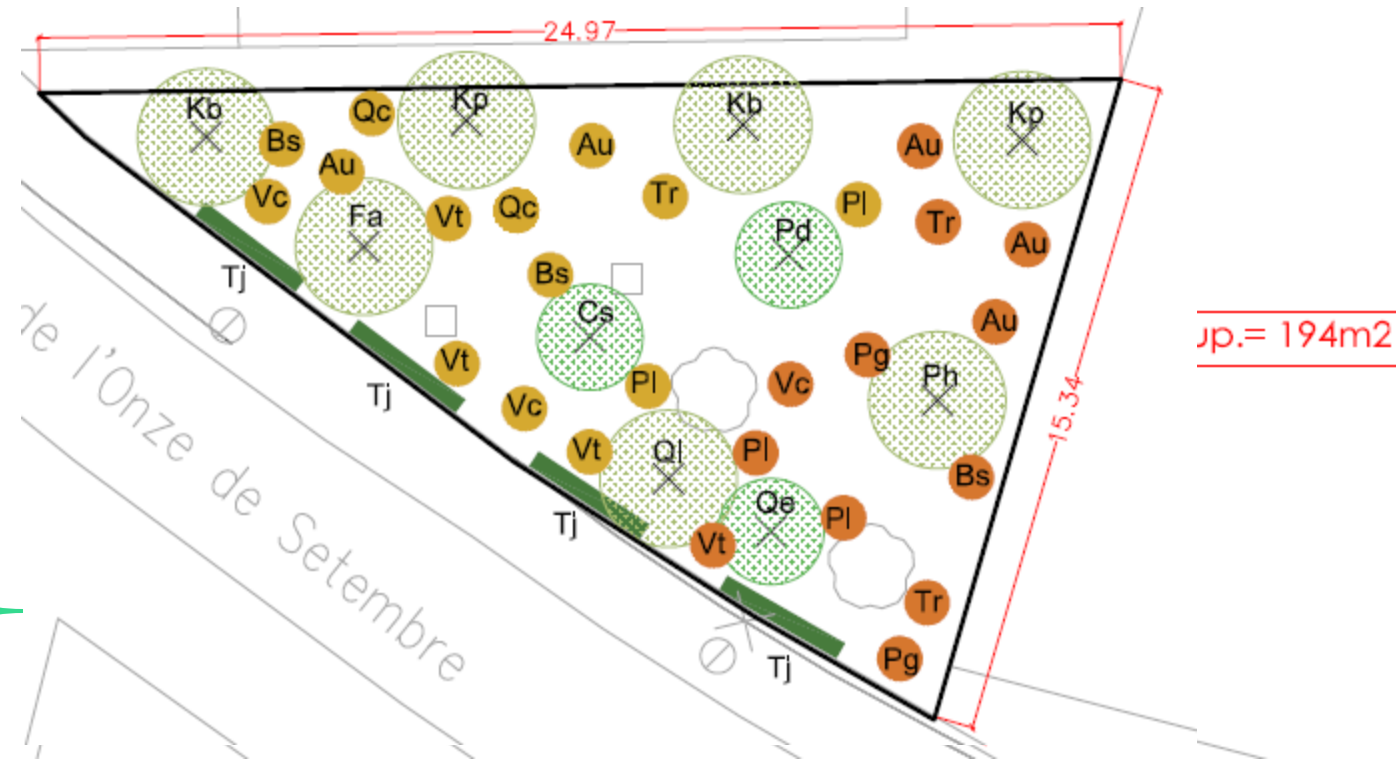 24.97
Kb
Kp
Kb
Kp
Qc
Bs
Au
Au
Au
Vc
Fa
Vt
Qc
Tr
Pl
Tr
Pd
Au
Tj
Bs
Cs
Au
up.= 194m2
Vt
Pg
Ph
Tj
Pl
Vc
15.34
Vc
Vt
Ql
Pl
Bs
Qe
Pl
Tj
Vt
Tr
Pg
Tj
de l'Onze de Setembre